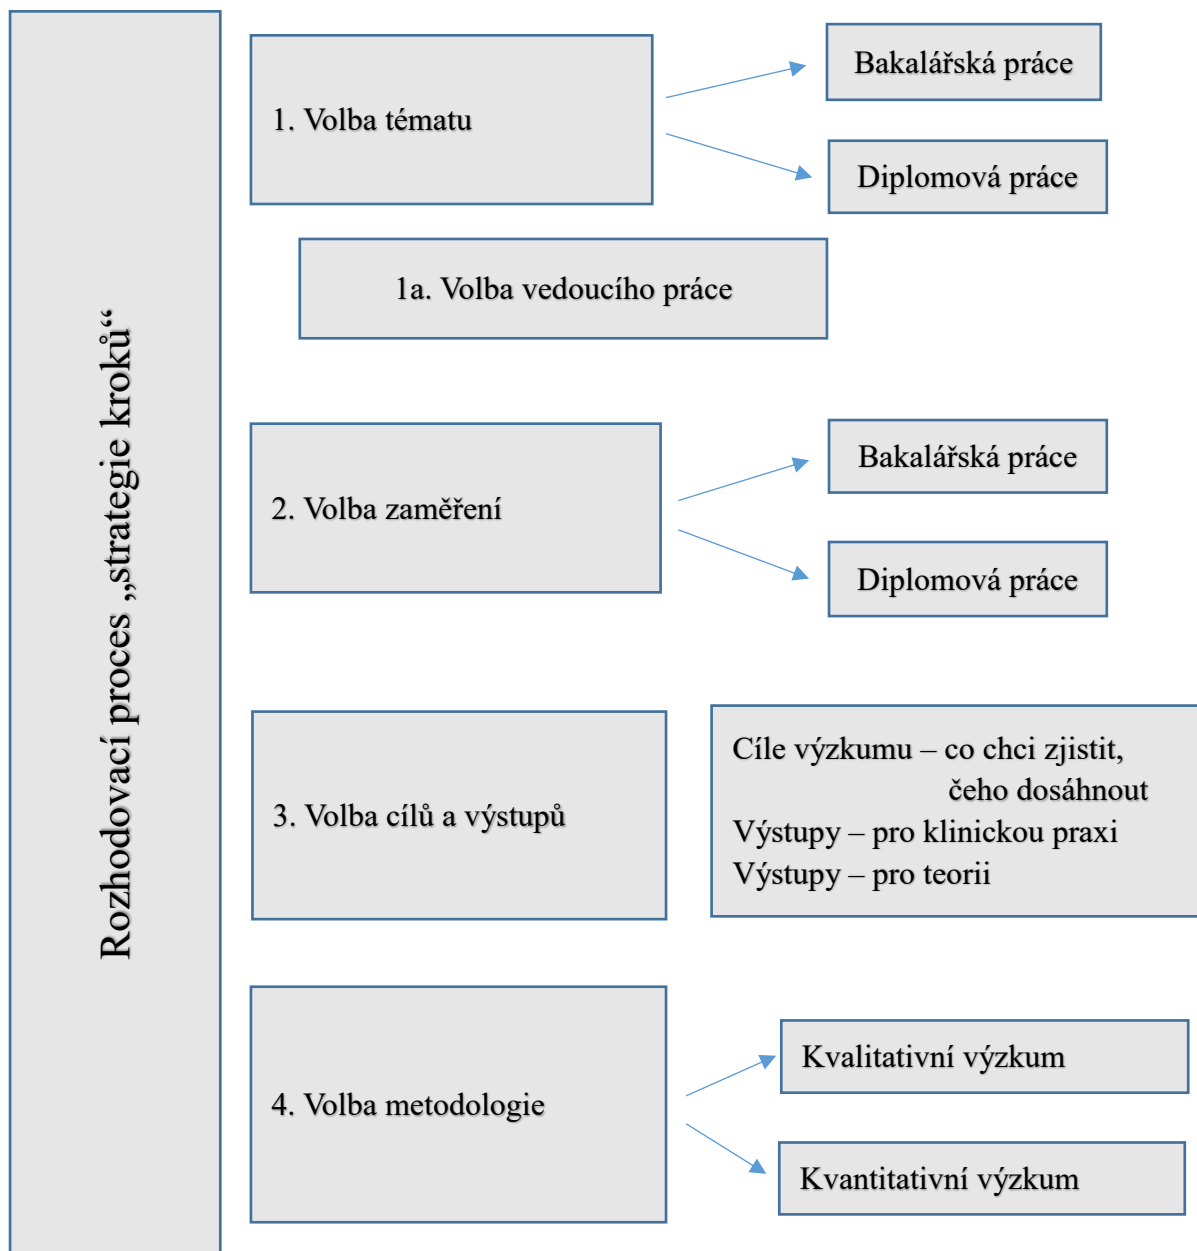 Rozhodovací proces „strategie kroků“
1. Volba tématu
Bakalářská práce
Diplomová práce
1a. Volba vedoucího práce
2. Volba zaměření
Bakalářská práce
Diplomová práce
3. Volba cílů a výstupů
Cíle výzkumu – co chci zjistit,
čeho dosáhnout
Výstupy – pro klinickou praxi
Výstupy – pro teorii
4. Volba metodologie
Kvalitativní výzkum
Kvantitativní výzkum